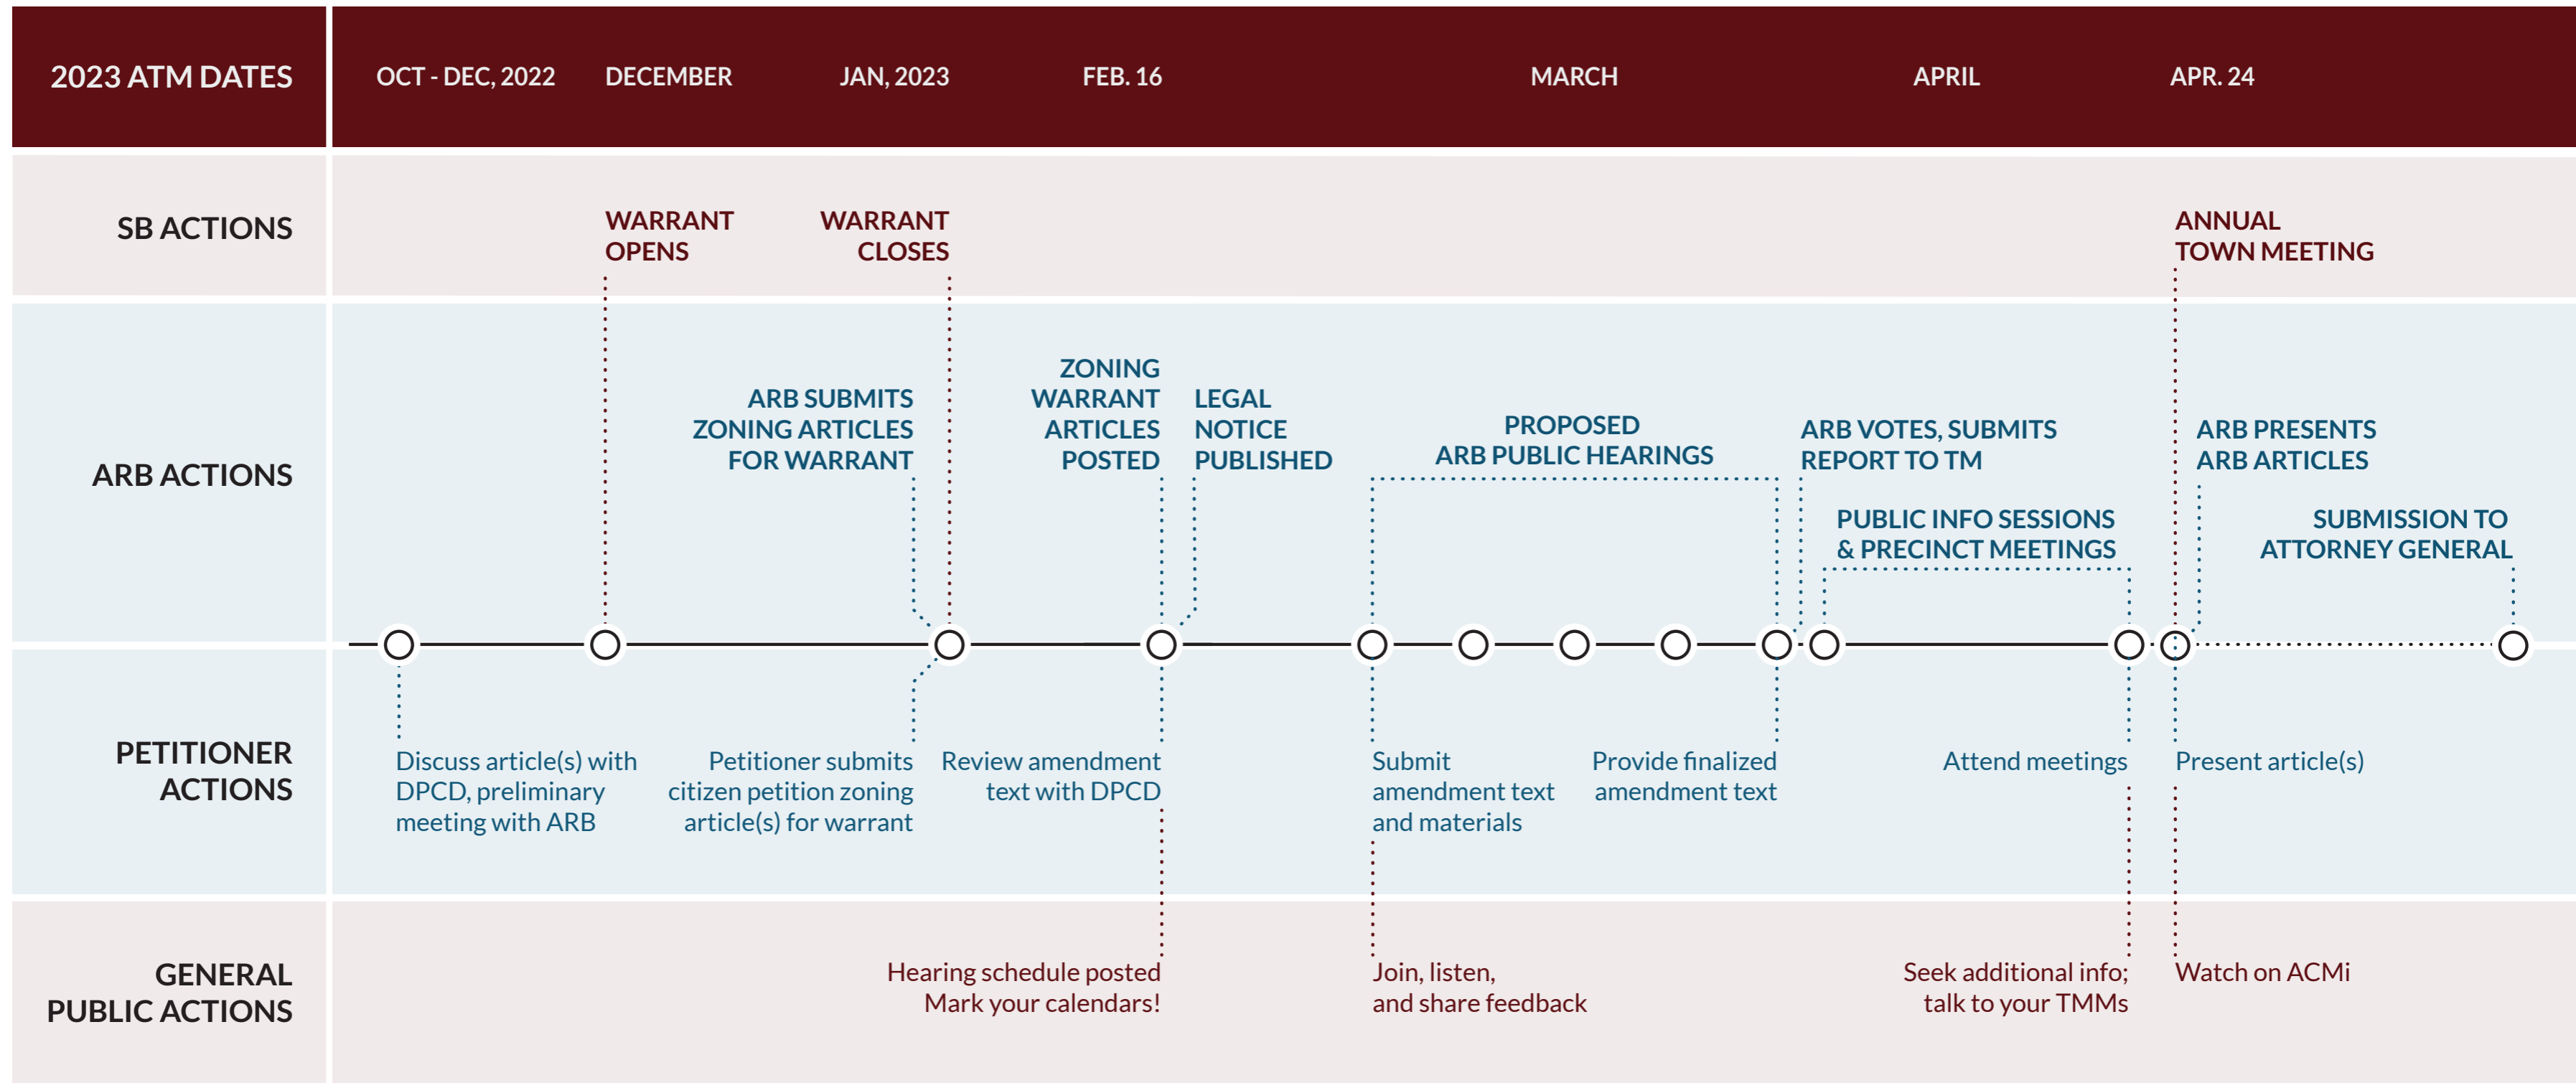 2023 ATM DATES
OCT - DEC, 2022
DECEMBER
JAN, 2023
FEB. 16
MARCH
APRIL
APR. 24
SB ACTIONS
WARRANT
OPENS
WARRANT
CLOSES
ANNUAL
TOWN MEETING
ARB ACTIONS
ARB SUBMITS
ZONING ARTICLES
FOR WARRANT
ZONING
WARRANT
ARTICLES
POSTED
LEGAL
NOTICE
PUBLISHED
PROPOSED
ARB PUBLIC HEARINGS
ARB VOTES, SUBMITS
REPORT TO TM
PUBLIC INFO SESSIONS
& PRECINCT MEETINGS
ARB PRESENTS
ARB ARTICLES
SUBMISSION TO
ATTORNEY GENERAL
PETITIONER
ACTIONS
Discuss article(s) with
DPCD, preliminary
meeting with ARB
Petitioner submits
citizen petition zoning
article(s) for warrant
Review amendment
text with DPCD
Submit
amendment text
and materials
Provide finalized
amendment text
Attend meetings
Present article(s)
GENERAL
PUBLIC ACTIONS
Hearing schedule posted
Mark your calendars!
Join, listen,
and share feedback
Seek additional info;
talk to your TMMs
Watch on ACMi